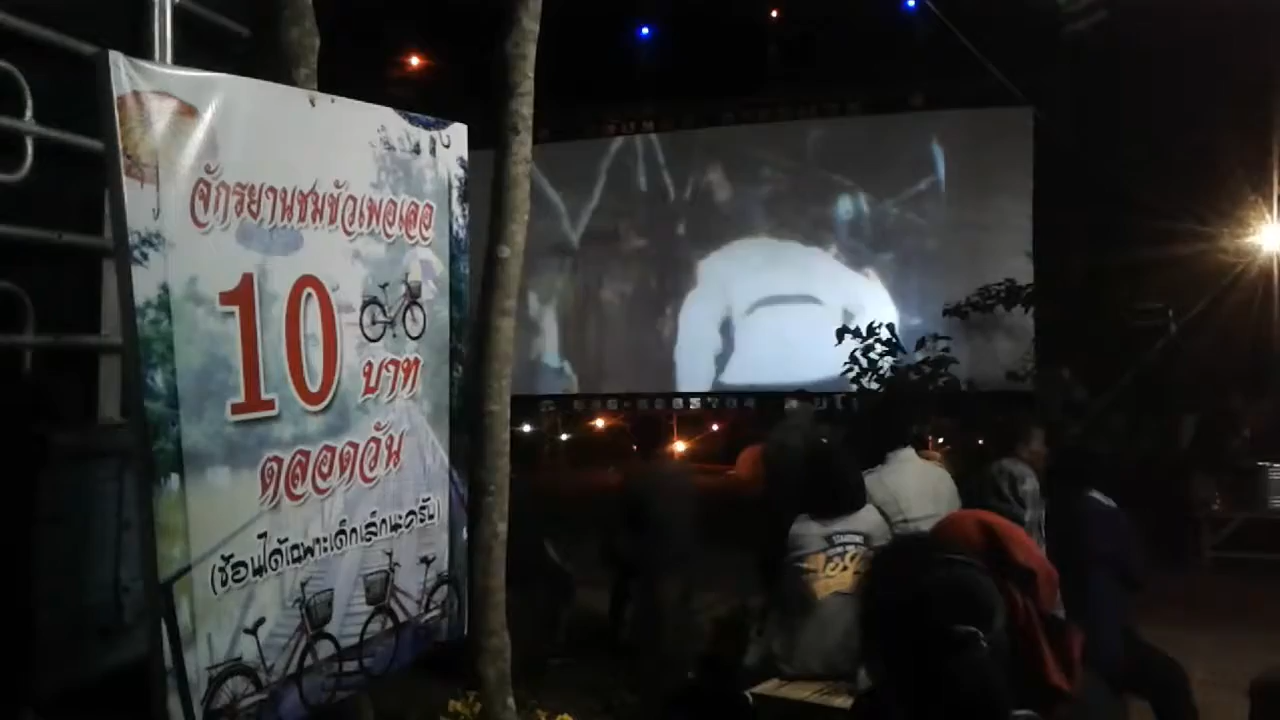 จักรยานชมขัวเพอเลอ
10
บาท
ตลอดวัน
(ซ้อนได้เฉพาะเด็กเล็กนะครับ)